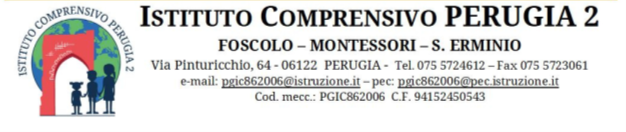 ISTITUTO COMPRENSIVO PERUGIA 2
ISTITUTO COMPRENSIVO PERUGIA 2
FOSCOLO – MONTESSORI – S. ERMINIO
Via Pinturicchio, 64 - 06122 PERUGIA - Tel. 075 5724612 – Fax 075 5723061
e-mail: pgic862006@istruzione.it – pec: pgic862006@pec.istruzione.it
Cod. mecc.: PGIC862006 C.F. 94152450543